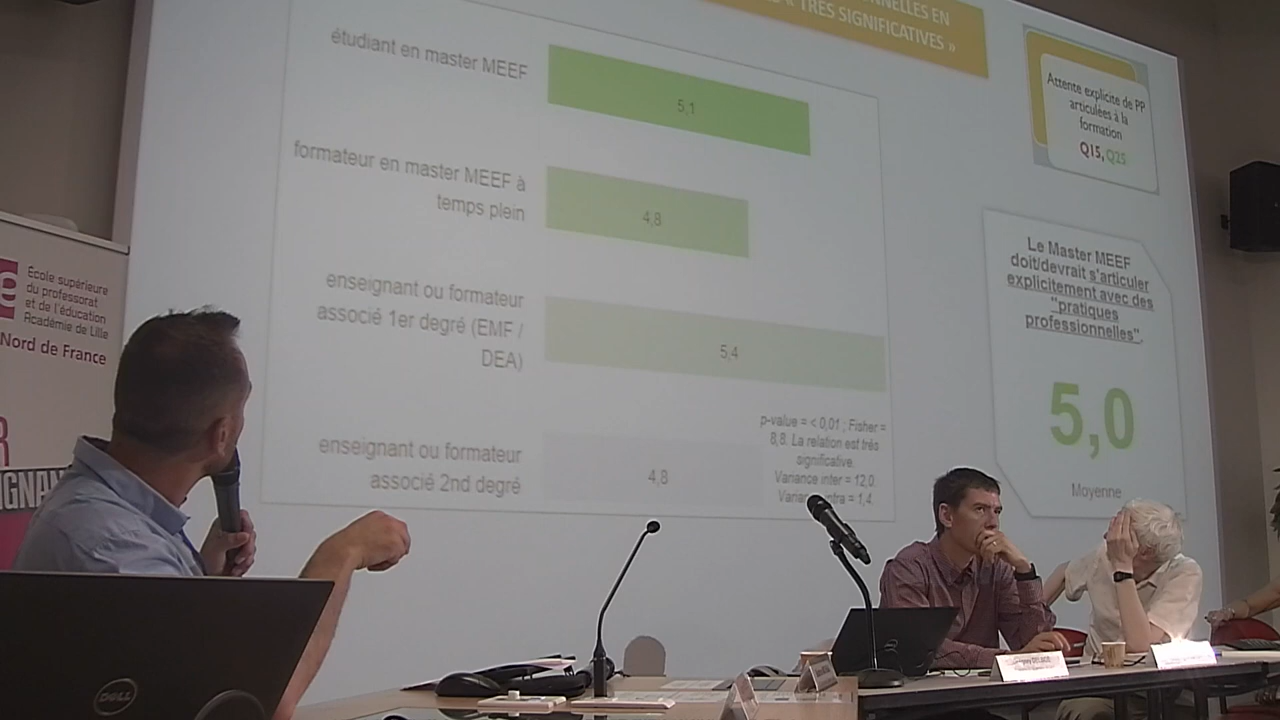 NNELLES EN
« TRÈS SIGNIFICATIVES »
étudiant en master MEEF
5,1
formateur en master MEEF à
temps plein
4,8
enseignant ou formateur
associé 1er degré (EMF /
DEA)
5,4
enseignant ou formateur
associé 2nd degré
4,8
p-value = < 0,01 ; Fisher =
8,8. La relation est très
significative.
Variance inter = 12,0.
intra = 1,4.
Attente explicite de PP
articulées à la
formation
Q15, Q25
Le Master MEEF
doit/devrait s'articuler
explicitement avec des
"pratiques
professionnelles".
5,0
Moyenne
École supérieure
du professorat
et de l'éducation
Académie de Lille
Nord de France
R
IGNAN
DELL